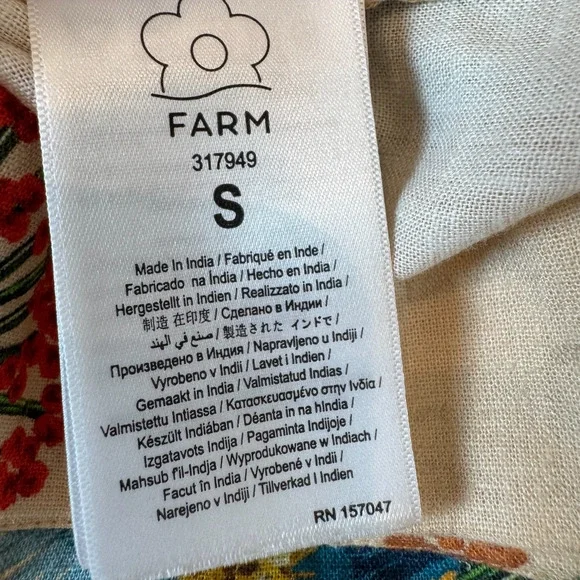 FARM
317949
S
Made In India / Fabriqué en Inde /
Fabricado na Índia / Hecho en India /
Hergestellt in Indien / Realizzato in India /
制造 在印度 / Сделано в Индии /
صنع في الهند / 製造された インドで /
Произведено в Индия / Napravljeno u Indiji /
Vyrobeno v Indii / Lavet i Indien /
Gemaakt in India / Valmistatud Indias /
Valmistettu Intiassa / Κατασκευασμένο στην Ινδία /
Készült Indiában / Déanta in na hIndia /
Izgatavots Indija / Pagaminta Indijoje /
Mahsub f'il-Indja / Wyprodukowane w Indiach /
Facut în India / Vyrobené v Indii /
Narejeno v Indiji / Tillverkad I Indien
RN 157047